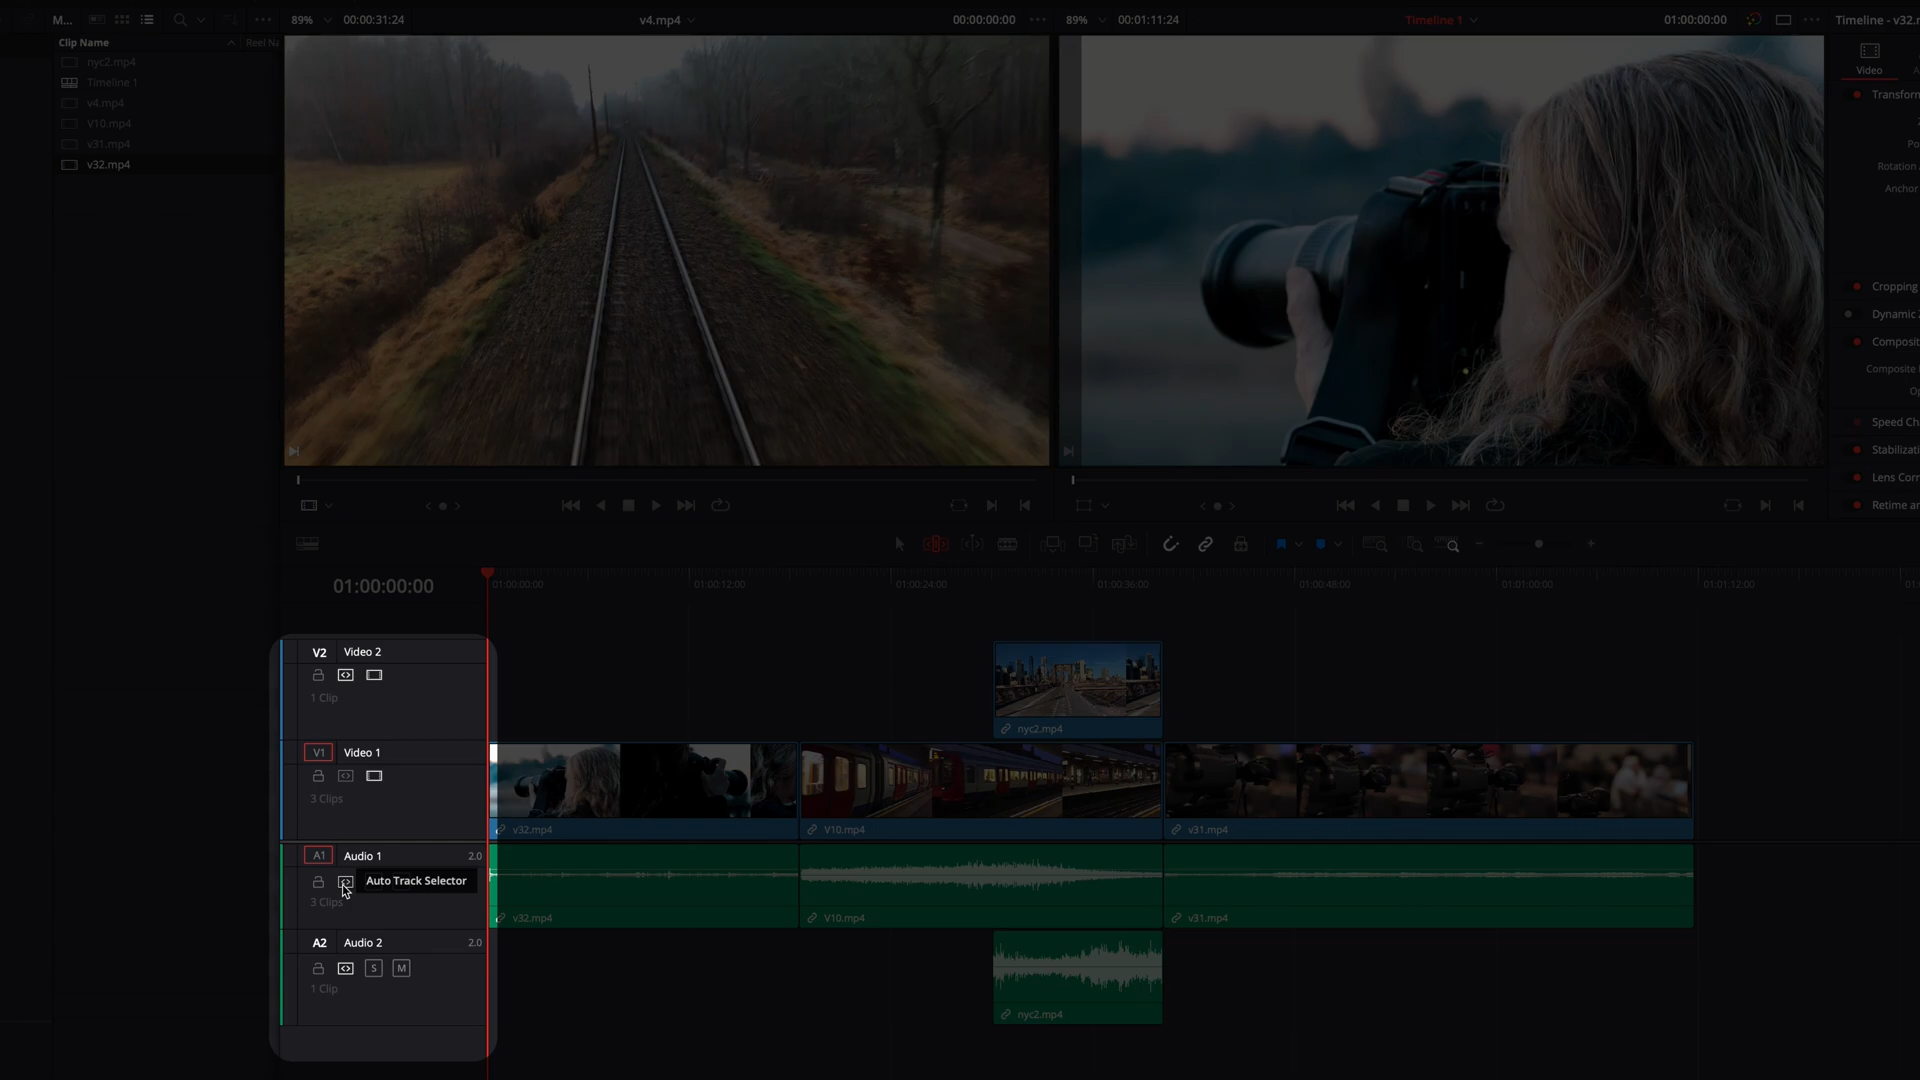 M...
89%
00:00:31:24
v4.mp4
00:00:00:00
89%
00:01:11:24
Timeline 1
01:00:00:00
Timeline - v32.m
Clip Name
Reel Na
nyc2.mp4
Timeline 1
v4.mp4
V10.mp4
v31.mp4
v32.mp4
Video
Transform
Po
Rotation
Anchor
Cropping
Dynamic Z
Composit
Composite
Op
Speed Ch
Stabilizati
Lens Corr
Retime an
01:00:00:00
01:00:00:00
01:00:12:00
01:00:24:00
01:00:36:00
01:00:48:00
01:01:00:00
01:01:12:00
V2
Video 2
1 Clip
nyc2.mp4
V1
Video 1
3 Clips
v32.mp4
V10.mp4
v31.mp4
A1
Audio 1
2.0
Auto Track Selector
3 Clips
v32.mp4
V10.mp4
v31.mp4
A2
Audio 2
2.0
S
M
1 Clip
nyc2.mp4